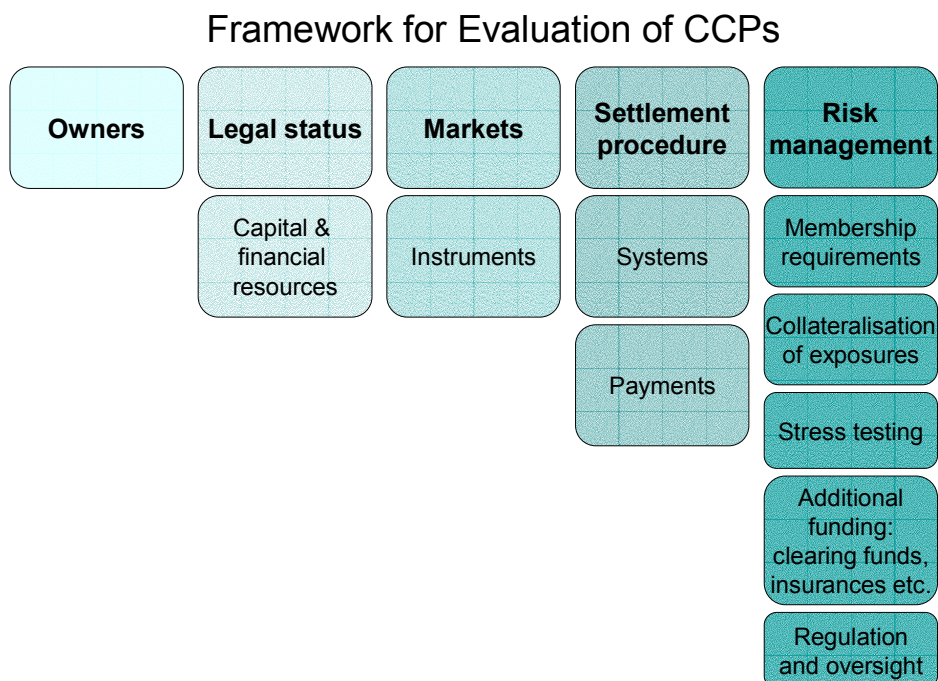 Framework for Evaluation of CCPs
Owners
Legal status
Markets
Settlement
procedure
Risk
management
Capital &
financial
resources
Instruments
Systems
Membership
requirements
Collateralisation
of exposures
Payments
Stress testing
Additional
funding:
clearing funds,
insurances etc.
Regulation
and oversight